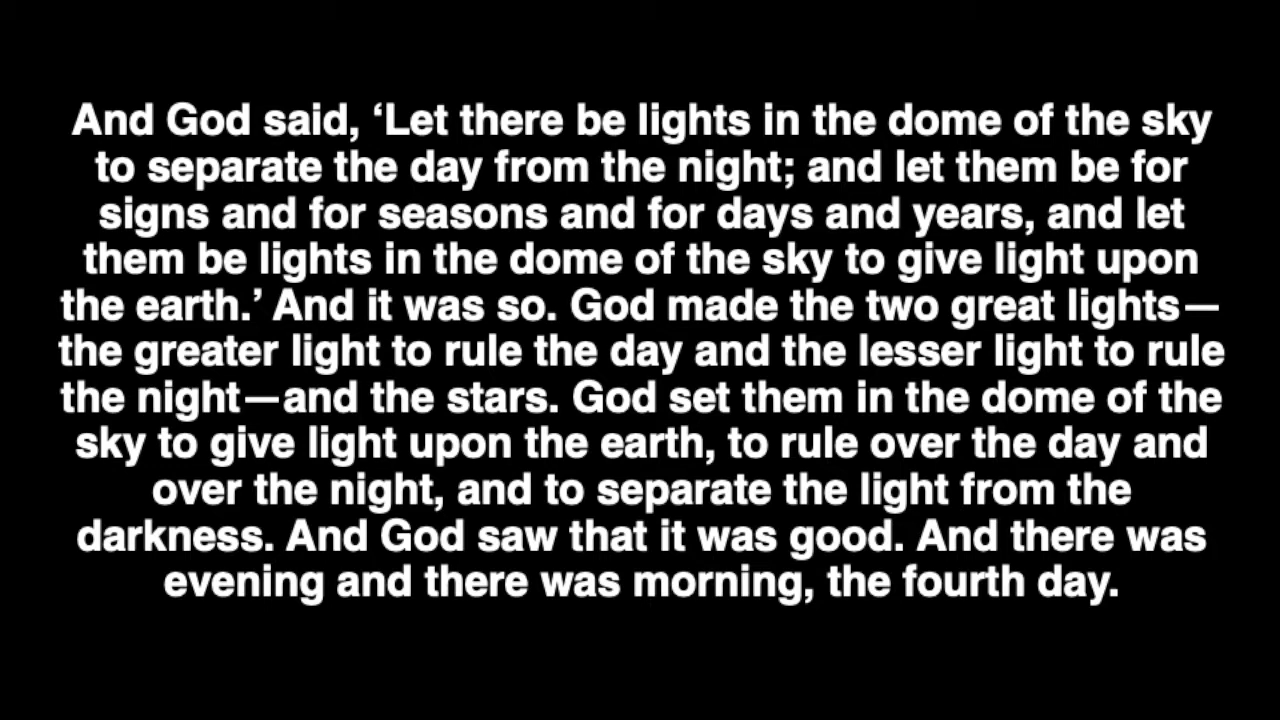 And God said, ‘Let there be lights in the dome of the sky
to separate the day from the night; and let them be for
signs and for seasons and for days and years, and let
them be lights in the dome of the sky to give light upon
the earth.’ And it was so. God made the two great lights—
the greater light to rule the day and the lesser light to rule
the night—and the stars. God set them in the dome of the
sky to give light upon the earth, to rule over the day and
over the night, and to separate the light from the
darkness. And God saw that it was good. And there was
evening and there was morning, the fourth day.